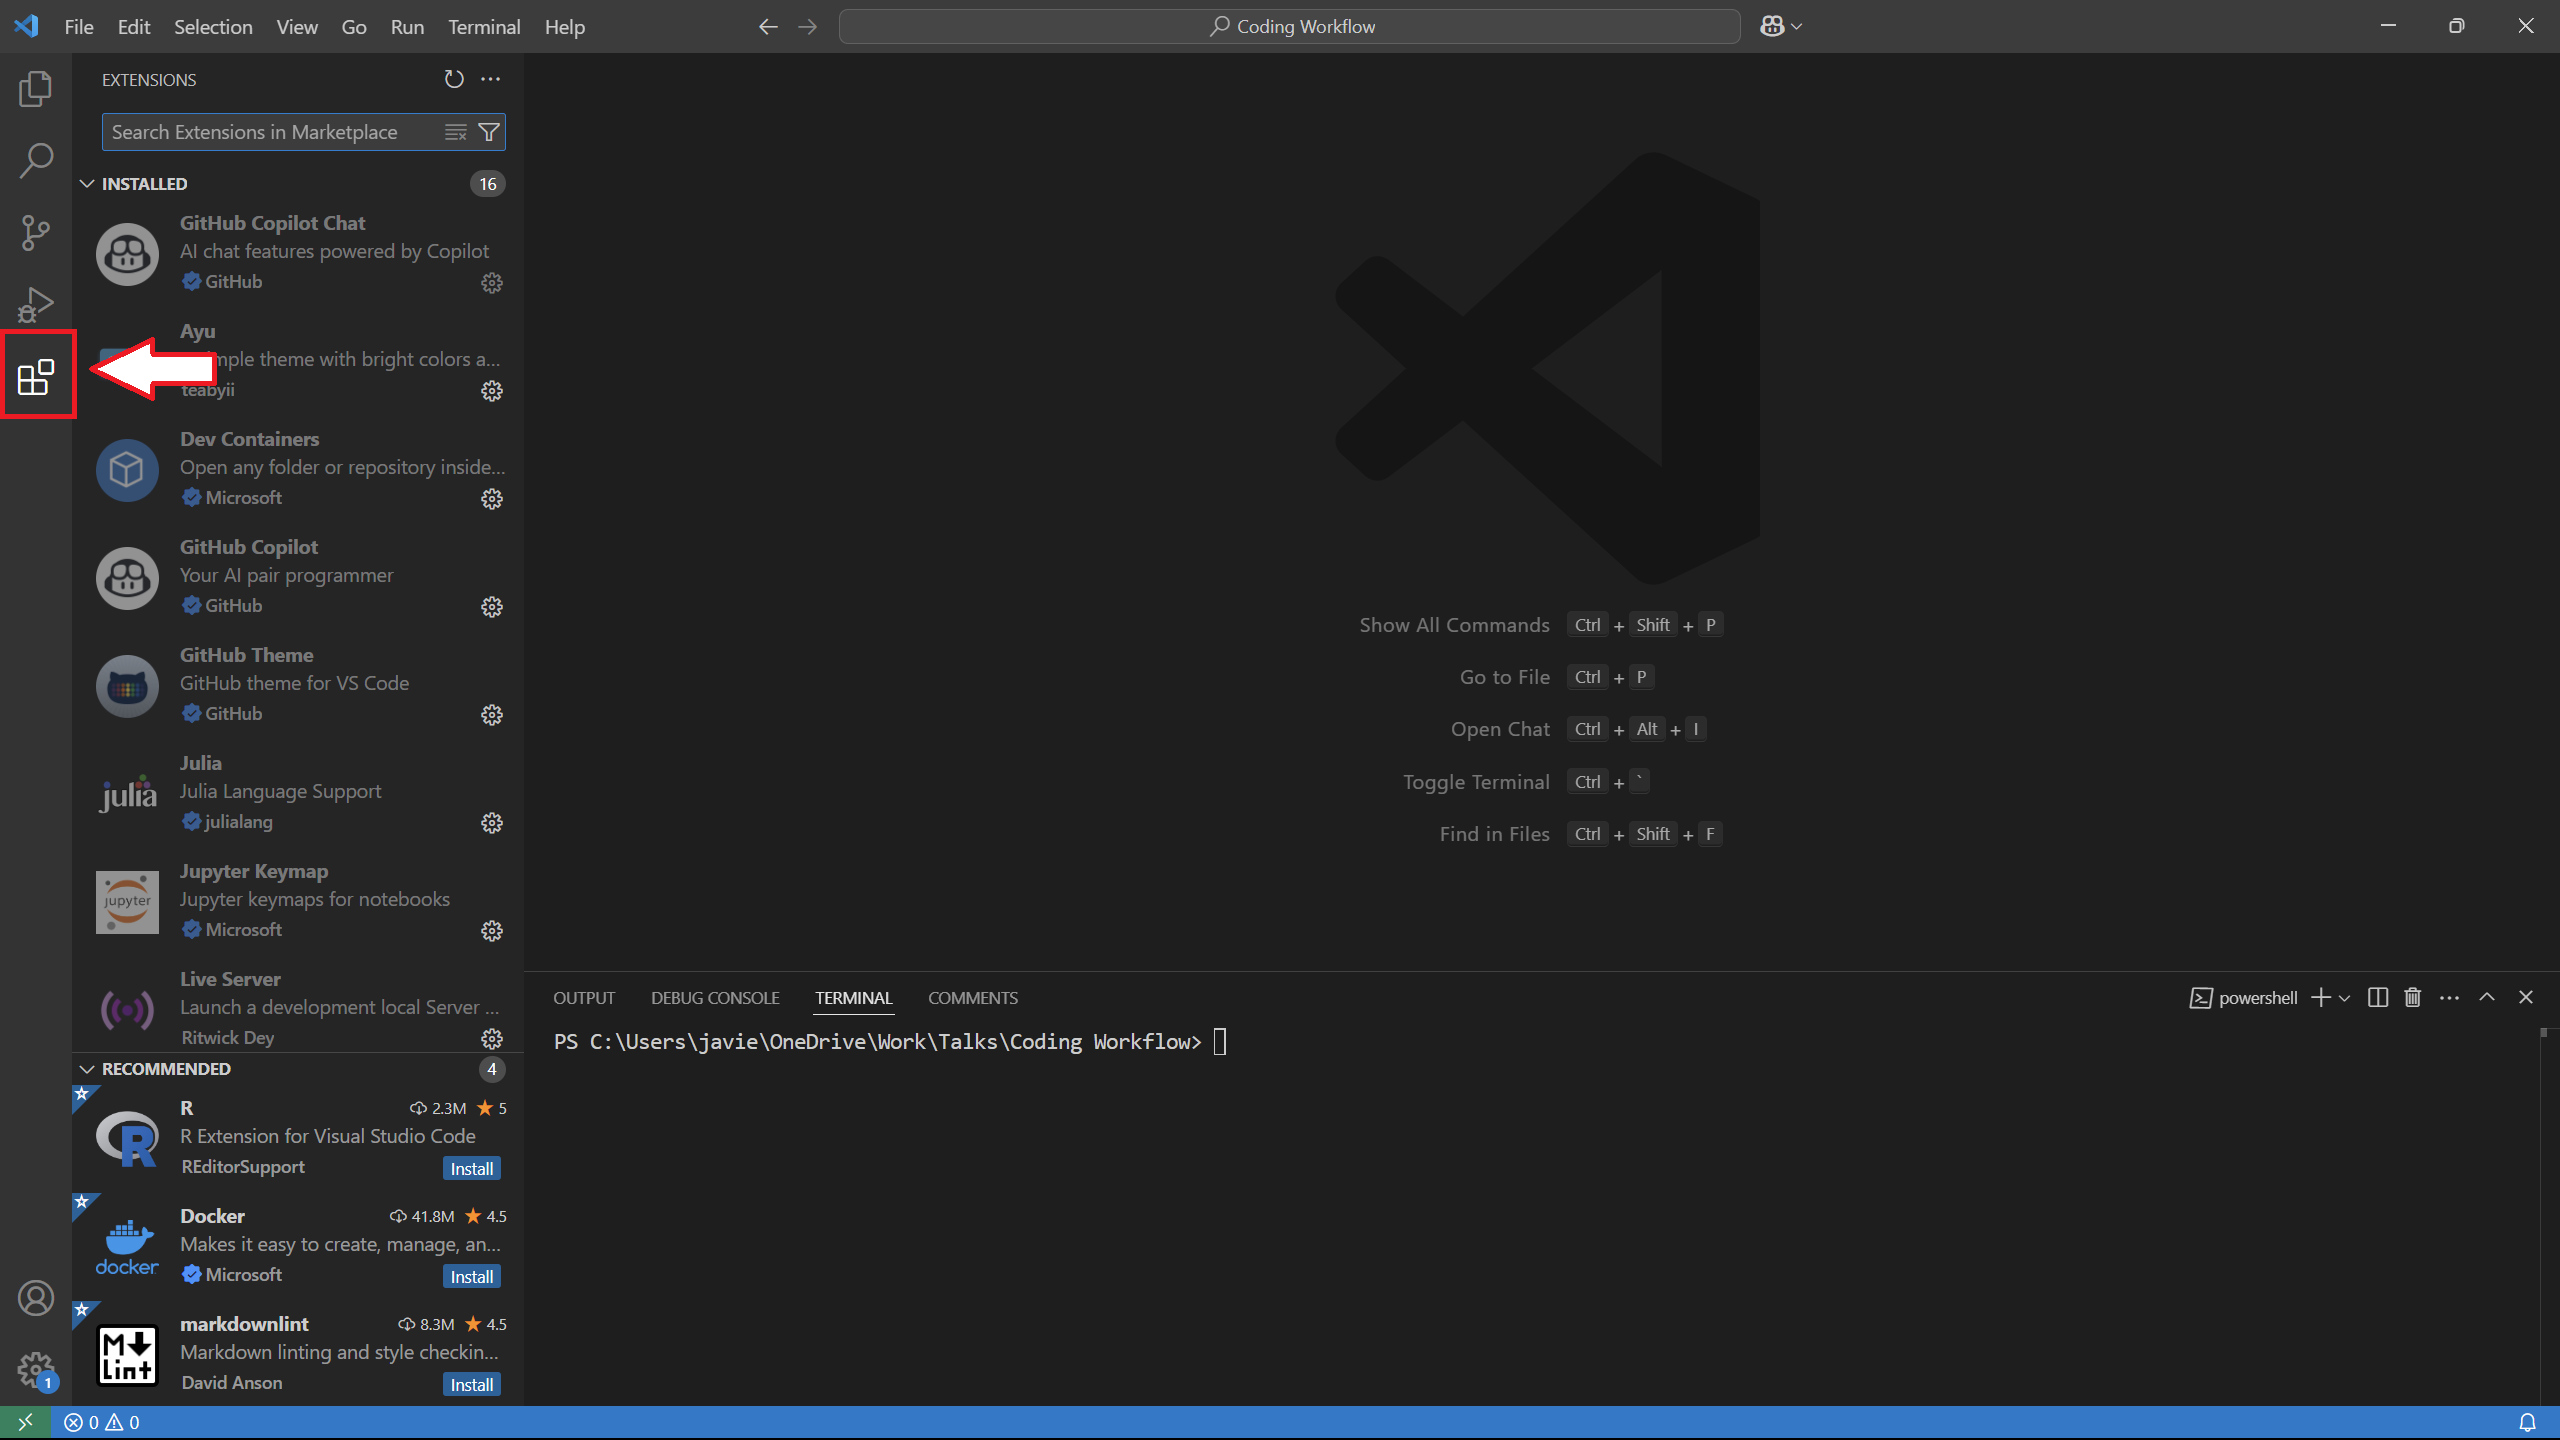 File Edit Selection View Go Run Terminal Help
Coding Workflow
EXTENSIONS
Search Extensions in Marketplace
INSTALLED 16
GitHub Copilot Chat
AI chat features powered by Copilot
GitHub
Ayu
mple theme with bright colors a...
teabyii
Dev Containers
Open any folder or repository inside...
Microsoft
GitHub Copilot
Your AI pair programmer
GitHub
GitHub Theme
GitHub theme for VS Code
GitHub
julia
Julia
Julia Language Support
julialang
jupyter
Jupyter Keymap
Jupyter keymaps for notebooks
Microsoft
Live Server
Launch a development local Server ...
Ritwick Dey
RECOMMENDED 4
R
R 2.3M 5
R Extension for Visual Studio Code
REditorSupport Install
docker
Docker 41.8M 4.5
Makes it easy to create, manage, an...
Microsoft Install
M lint
markdownlint 8.3M 4.5
Markdown linting and style checkin...
David Anson Install
1
0 0
Show All Commands Ctrl + Shift + P
Go to File Ctrl + P
Open Chat Ctrl + Alt + I
Toggle Terminal Ctrl + `
Find in Files Ctrl + Shift + F
OUTPUT DEBUG CONSOLE TERMINAL COMMENTS
powershell
PS C:\Users\javie\OneDrive\Work\Talks\Coding Workflow>